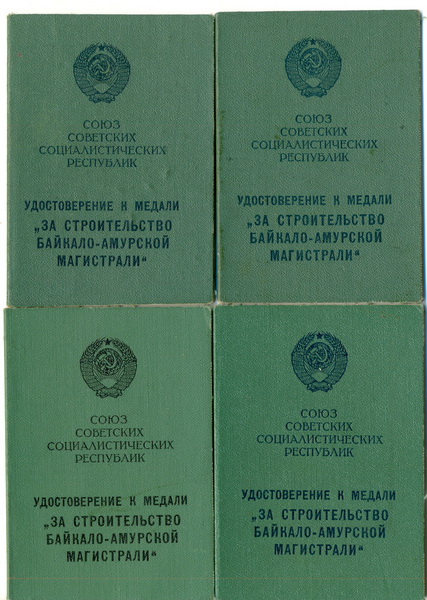 СОЮЗ
СОВЕТСКИХ
СОЦИАЛИСТИЧЕСКИХ
РЕСПУБЛИК
УДОСТОВЕРЕНИЕ К МЕДАЛИ
„ЗА СТРОИТЕЛЬСТВО
БАЙКАЛО-АМУРСКОЙ
МАГИСТРАЛИ“
СОЮЗ
СОВЕТСКИХ
СОЦИАЛИСТИЧЕСКИХ
РЕСПУБЛИК
УДОСТОВЕРЕНИЕ К МЕДАЛИ
„ЗА СТРОИТЕЛЬСТВО
БАЙКАЛО-АМУРСКОЙ
МАГИСТРАЛИ“
СОЮЗ
СОВЕТСКИХ
СОЦИАЛИСТИЧЕСКИХ
РЕСПУБЛИК
УДОСТОВЕРЕНИЕ К МЕДАЛИ
„ЗА СТРОИТЕЛЬСТВО
БАЙКАЛО-АМУРСКОЙ
МАГИСТРАЛИ“
СОЮЗ
СОВЕТСКИХ
СОЦИАЛИСТИЧЕСКИХ
РЕСПУБЛИК
УДОСТОВЕРЕНИЕ К МЕДАЛИ
„ЗА СТРОИТЕЛЬСТВО
БАЙКАЛО-АМУРСКОЙ
МАГИСТРАЛИ“